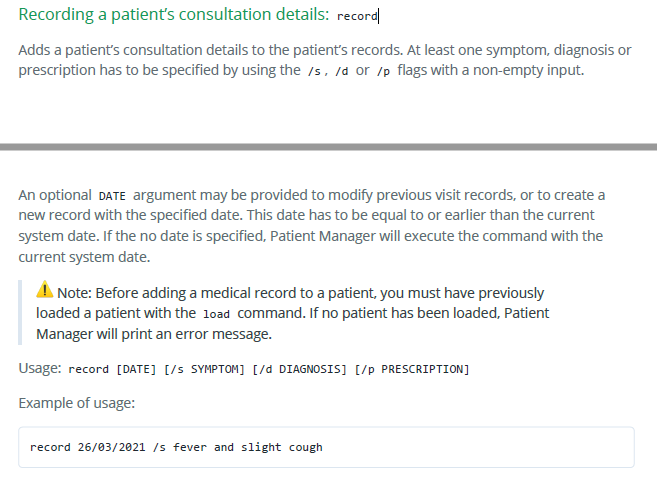 Recording a patient's consultation details: record
Adds a patient's consultation details to the patient's records. At least one symptom, diagnosis or
prescription has to be specified by using the /s, /d or /p flags with a non-empty input.
An optional DATE argument may be provided to modify previous visit records, or to create a
new record with the specified date. This date has to be equal to or earlier than the current
system date. If the no date is specified, Patient Manager will execute the command with the
current system date.
⚠ Note: Before adding a medical record to a patient, you must have previously
loaded a patient with the load command. If no patient has been loaded, Patient
Manager will print an error message.
Usage: record [DATE] [/s SYMPTOM] [/d DIAGNOSIS] [/p PRESCRIPTION]
Example of usage:
record 26/03/2021 /s fever and slight cough